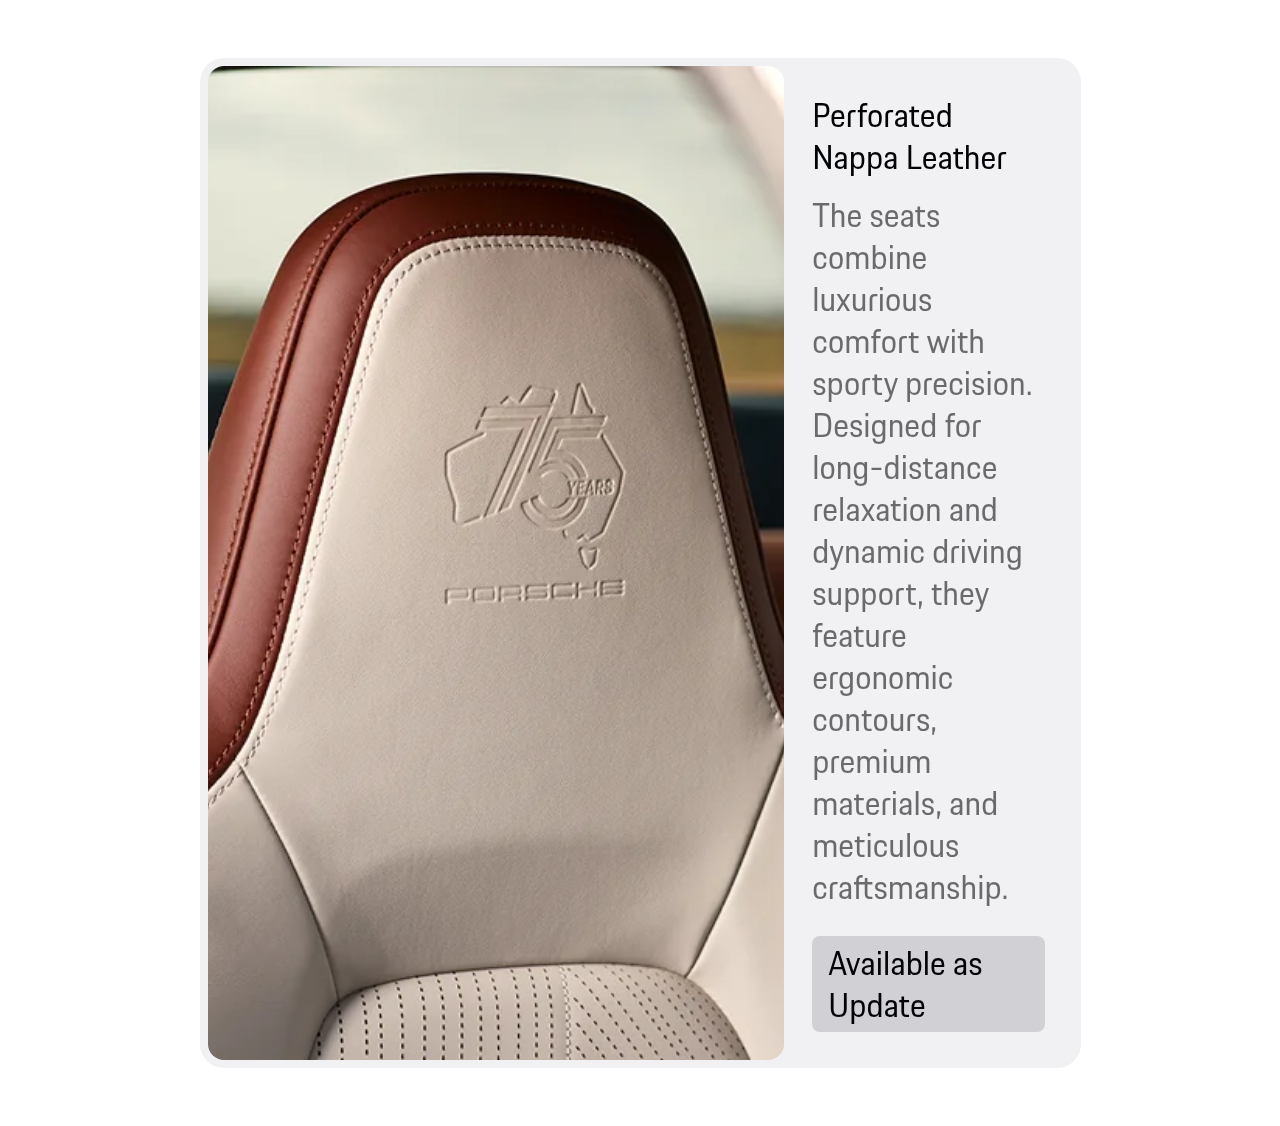 75
YEARS
PORSCHE
Perforated
Nappa Leather
The seats
combine
luxurious
comfort with
sporty precision.
Designed for
long-distance
relaxation and
dynamic driving
support, they
feature
ergonomic
contours,
premium
materials, and
meticulous
craftsmanship.
Available as
Update